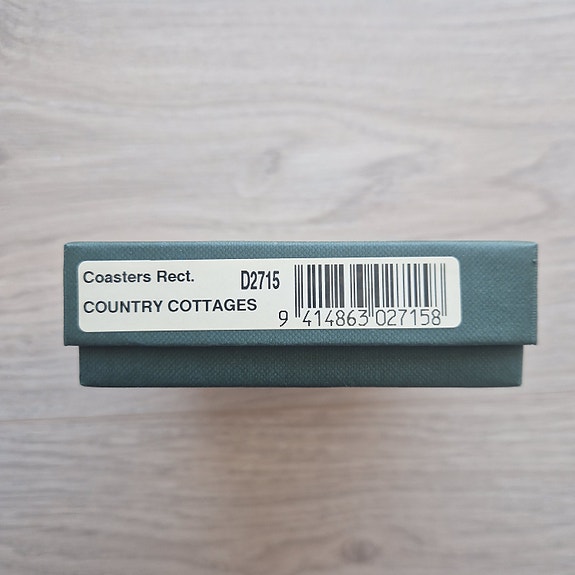 Coasters Rect. D2715
COUNTRY COTTAGES
9 414863 027158